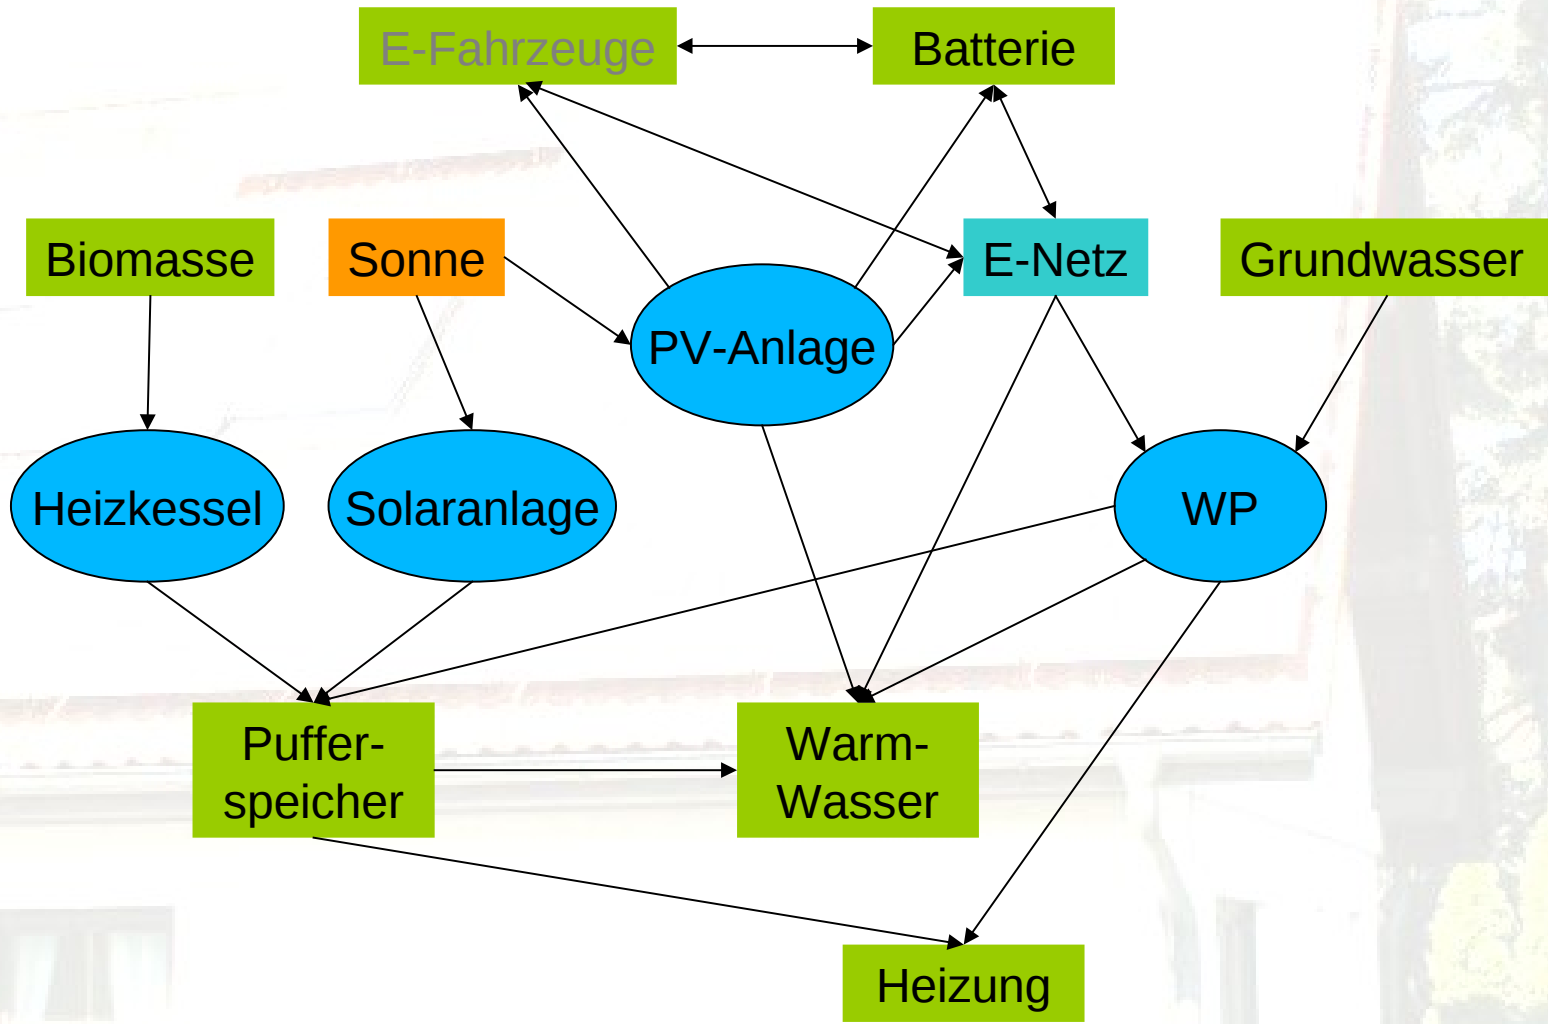 E-Fahrzeuge
Batterie
Biomasse
Sonne
E-Netz
Grundwasser
PV-Anlage
Heizkessel
Solaranlage
WP
Puffer-
speicher
Warm-
Wasser
Heizung